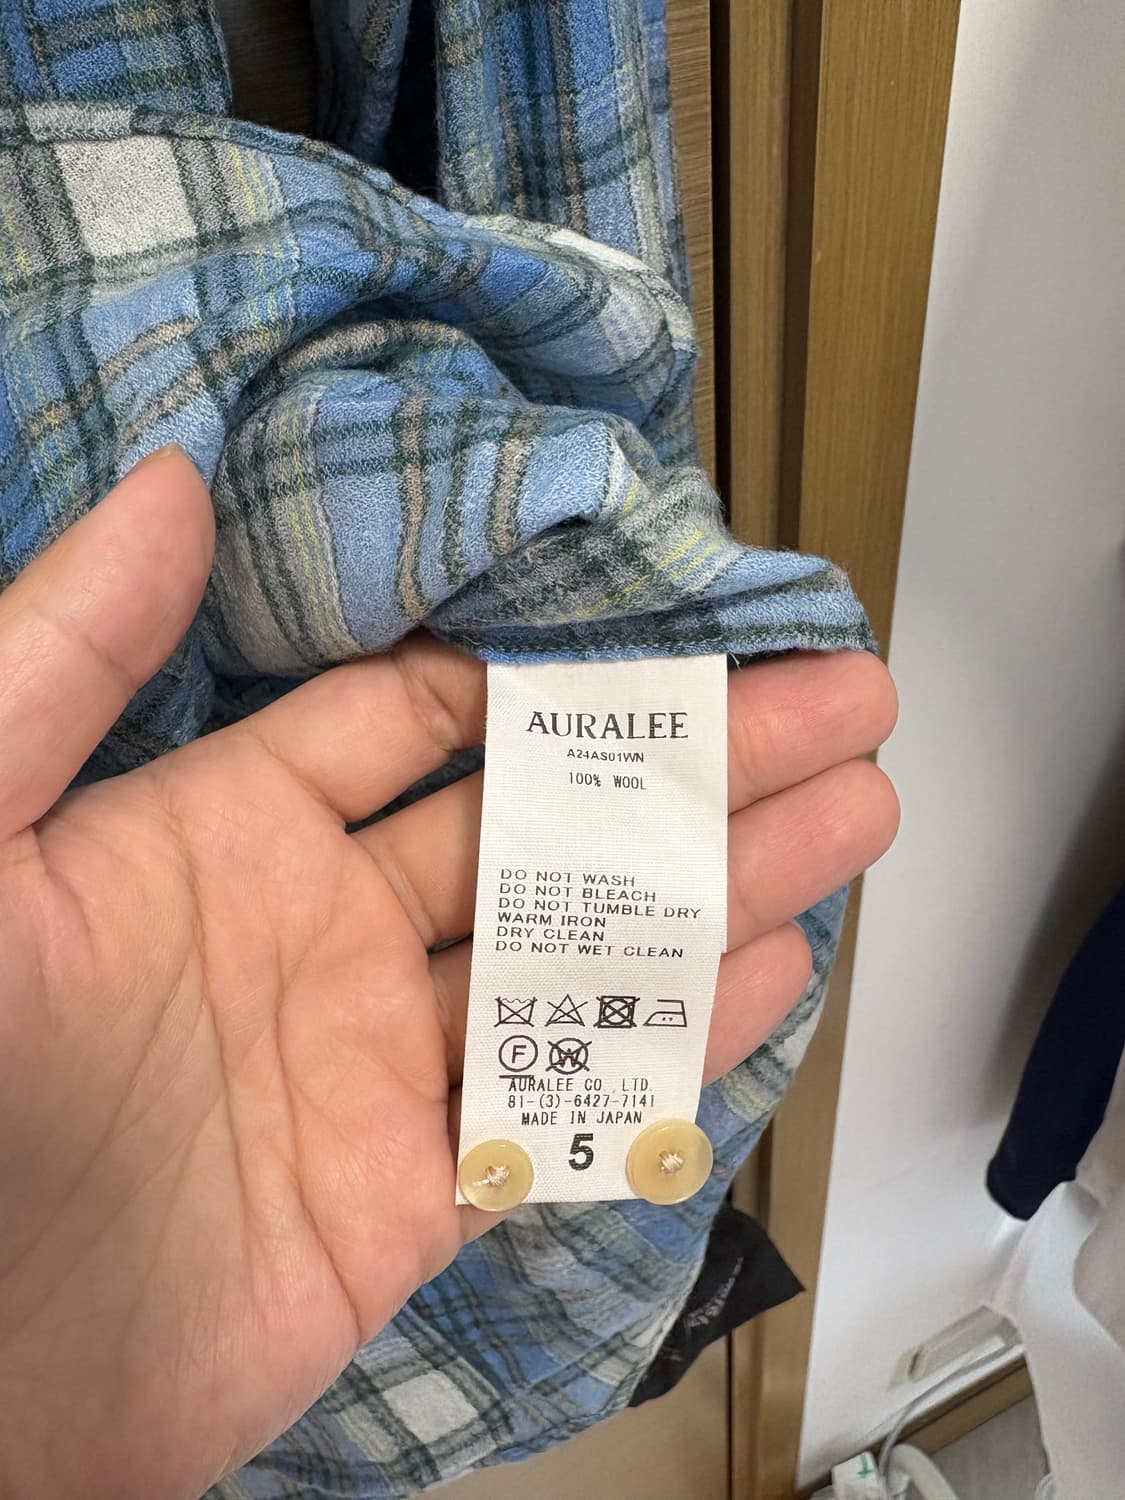 AURALEE
A24AS01WN
100% WOOL
DO NOT WASH
DO NOT BLEACH
DO NOT TUMBLE DRY
WARM IRON
DRY CLEAN
DO NOT WET CLEAN
F W
AURALEE CO.,LTD.
81-(3)-6427-7141
MADE IN JAPAN
5